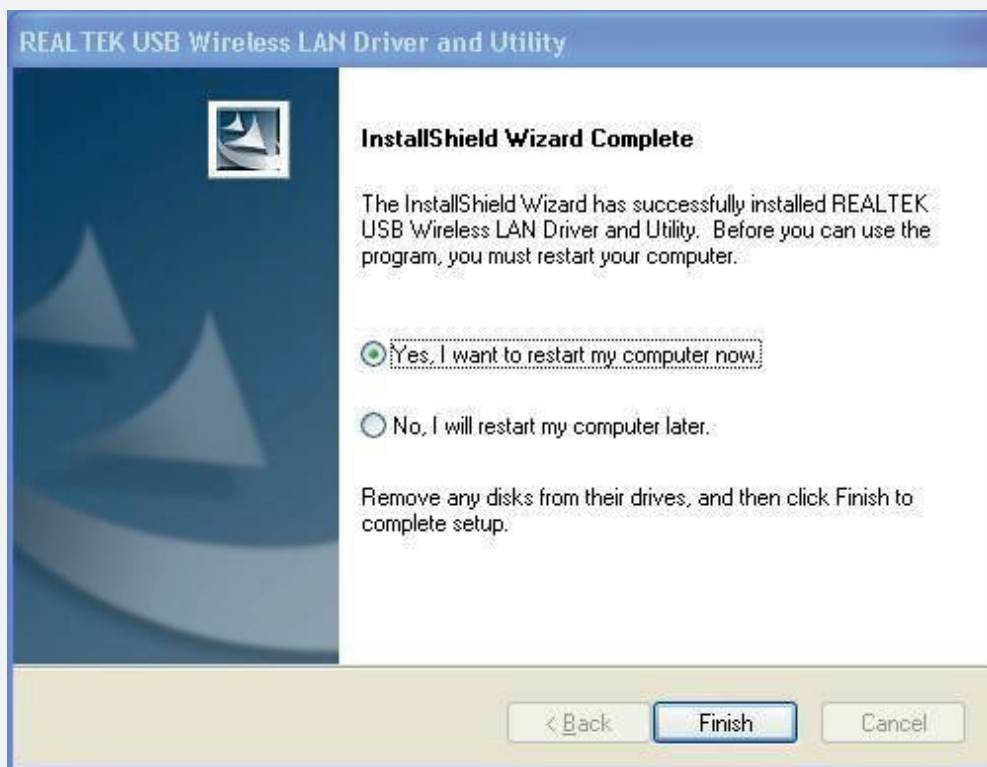 REALTEK USB Wireless LAN Driver and Utility
InstallShield Wizard Complete
The InstallShield Wizard has successfully installed REALTEK
USB Wireless LAN Driver and Utility. Before you can use the
program, you must restart your computer.
Yes, I want to restart my computer now.
No, I will restart my computer later.
Remove any disks from their drives, and then click Finish to
complete setup.
< Back
Finish
Cancel